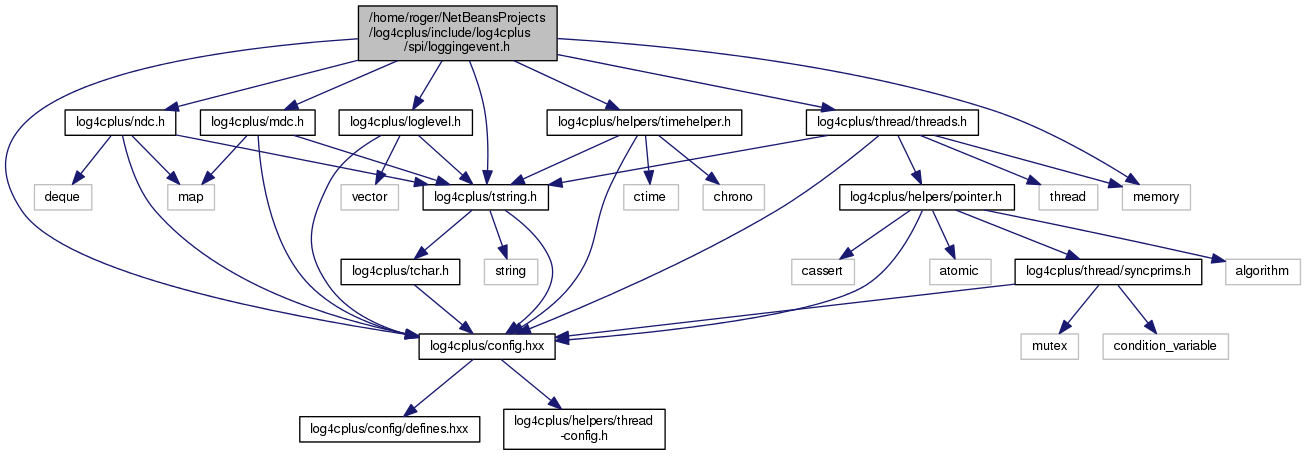 /home/roger/NetBeansProjects
/log4cplus/include/log4cplus
/spi/loggingevent.h
log4cplus/ndc.h
log4cplus/mdc.h
log4cplus/loglevel.h
log4cplus/helpers/timehelper.h
log4cplus/thread/threads.h
deque
map
vector
log4cplus/tstring.h
ctime
chrono
log4cplus/helpers/pointer.h
thread
memory
log4cplus/tchar.h
string
cassert
atomic
log4cplus/thread/syncprims.h
algorithm
log4cplus/config.hxx
mutex
condition_variable
log4cplus/config/defines.hxx
log4cplus/helpers/thread
-config.h